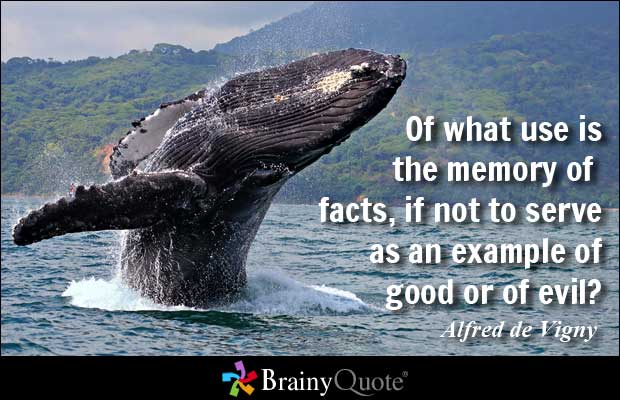 Of what use is
the memory of
facts, if not to serve
as an example of
good or of evil?
Alfred de Vigny
BrainyQuote®